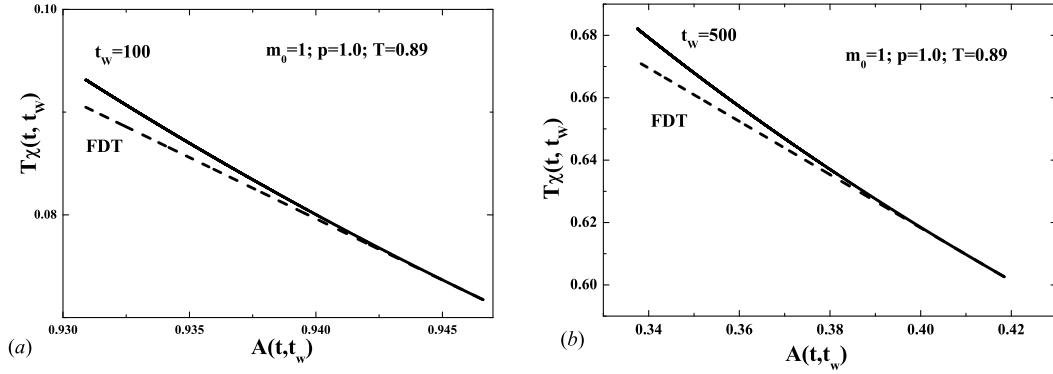 0.10
0.08
t_w=100
m_0=1; p=1.0; T=0.89
FDT
Tχ(t, t_w)
0.930 0.935 0.940 0.945
(a) A(t,t_w)
0.68
0.66
0.64
0.62
0.60
t_w=500
m_0=1; p=1.0; T=0.89
FDT
Tχ(t, t_w)
0.34 0.36 0.38 0.40 0.42
(b) A(t,t_w)